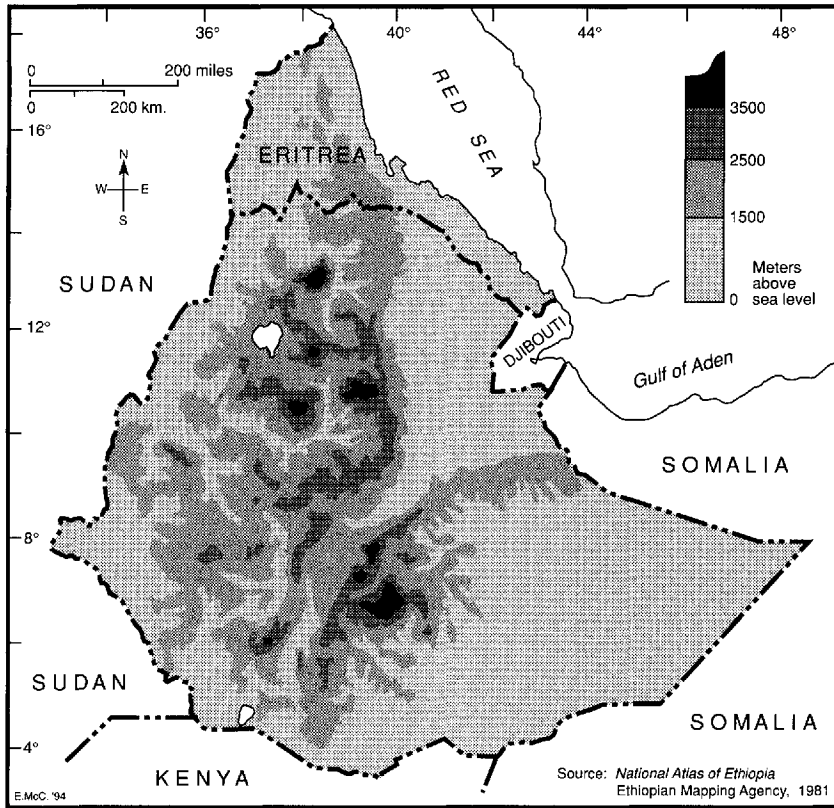 36°
40°
44°
48°
0 200 miles
0 200 km.
16°
N
W E
S
ERITREA
RED SEA
3500
2500
1500
0
Meters
above
sea level
SUDAN
12°
DJIBOUTI
Gulf of Aden
SOMALIA
8°
SUDAN
SOMALIA
4°
KENYA
Source: National Atlas of Ethiopia
Ethiopian Mapping Agency, 1981
E.McC. '94